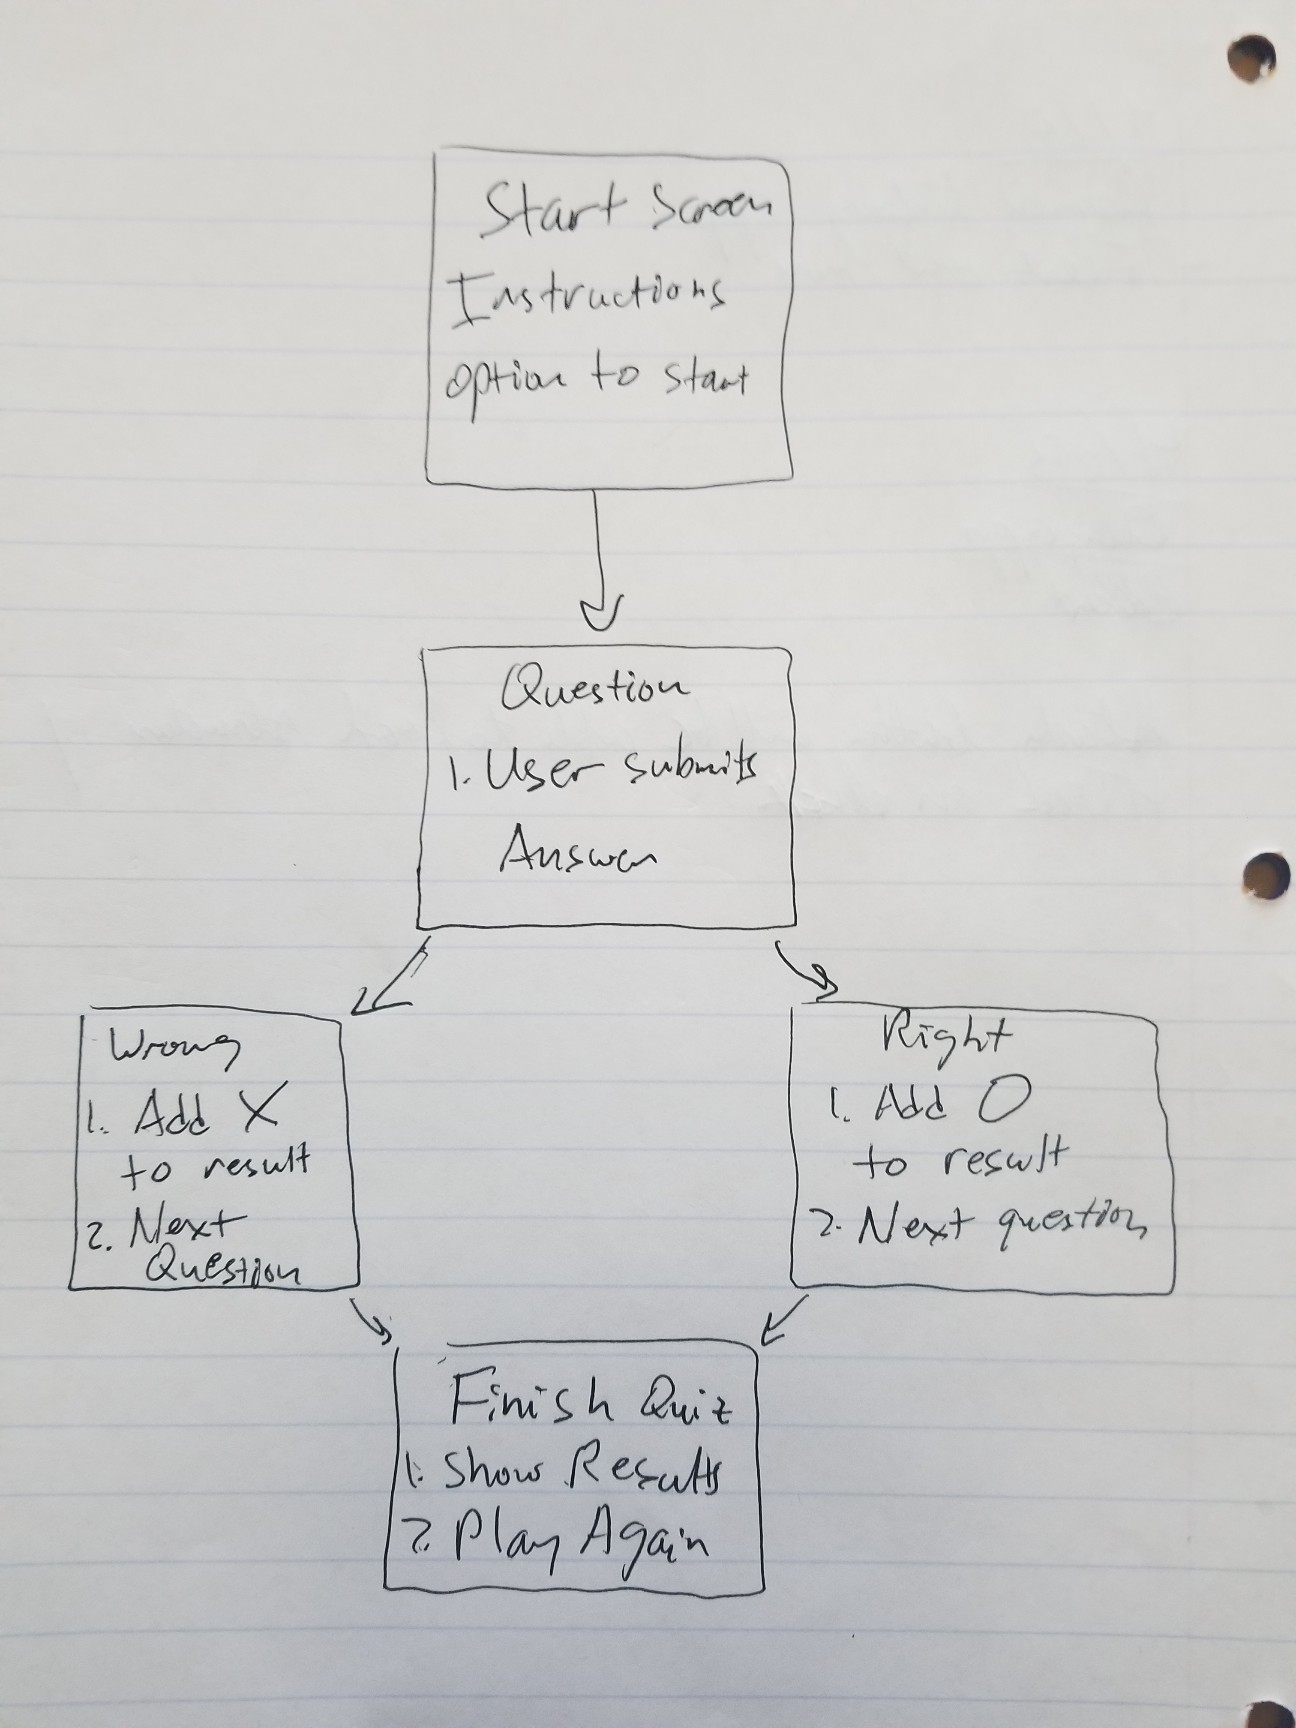 Start Screen
Instructions
option to start
Question
1. User submits
Answer
Wrong
1. Add X
to result
2. Next
Question
Right
1. Add O
to result
2. Next question
Finish Quiz
1. Show Results
2. Play Again